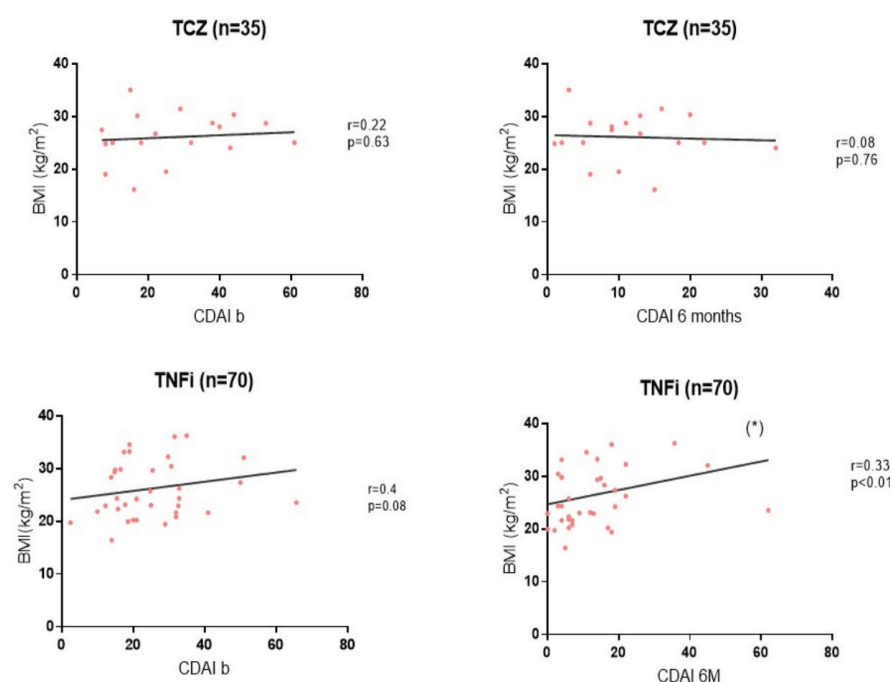 TCZ (n=35)
40
30
20
10
0
BMI (kg/m²)
0
20
40
60
80
CDAI b
r=0.22
p=0.63
TCZ (n=35)
40
30
20
10
0
BMI (kg/m²)
0
10
20
30
40
CDAI 6 months
r=0.08
p=0.76
TNFi (n=70)
40
30
20
10
0
BMI(kg/m²)
0
20
40
60
80
CDAI b
r=0.4
p=0.08
TNFi (n=70)
(*)
40
30
20
10
0
BMI (kg/m²)
0
20
40
60
80
CDAI 6M
r=0.33
p<0.01